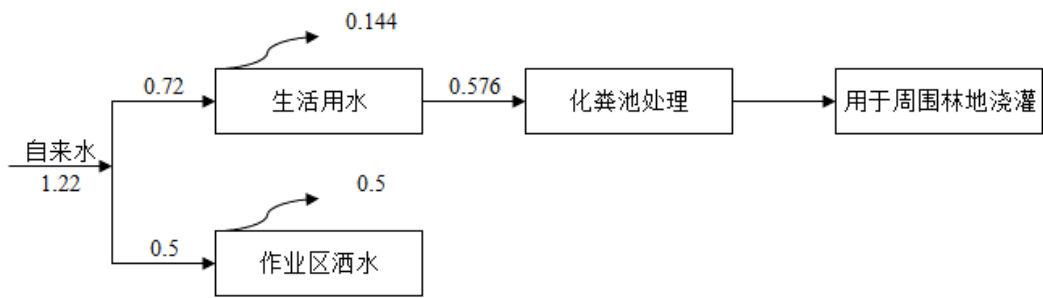 0.144
0.72
生活用水
0.576
化粪池处理
用于周围林地浇灌
自来水
1.22
0.5
0.5
作业区洒水